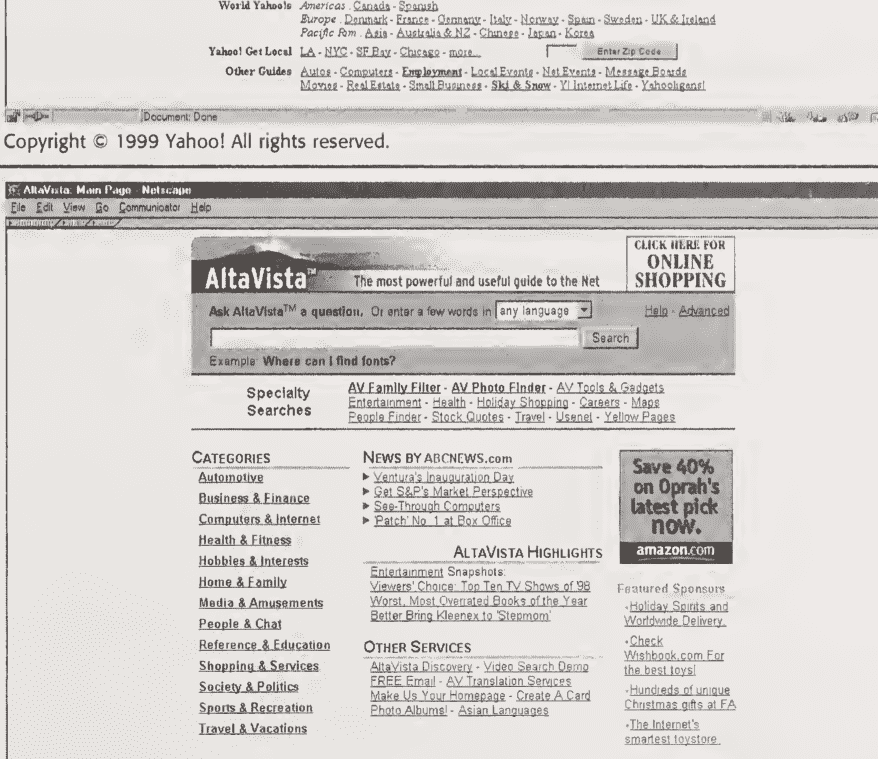 World Yahoo!s Americas . Canada - Spanish
Europe . Denmark - France - Germany - Italy - Norway - Spain - Sweden - UK & Ireland
Pacific Rim . Asia - Australia & NZ - Chinese - Japan - Korea
Yahoo! Get Local LA - NYC - SF Bay - Chicago - more... Enter Zip Code
Other Guides Autos - Computers - Employment - Local Events - Net Events - Message Boards
Movies - Real Estate - Small Business - Ski & Snow - Y! Internet Life - Yahooligans!
Document: Done
Copyright © 1999 Yahoo! All rights reserved.
AltaVista: Main Page - Netscape
File Edit View Go Communicator Help
CLICK HERE FOR
ONLINE
SHOPPING
AltaVista™ The most powerful and useful guide to the Net
Ask AltaVista™ a question. Or enter a few words in any language Help - Advanced
Search
Example: Where can I find fonts?
Specialty
Searches
AV Family Filter - AV Photo Finder - AV Tools & Gadgets
Entertainment - Health - Holiday Shopping - Careers - Maps
People Finder - Stock Quotes - Travel - Usenet - Yellow Pages
CATEGORIES
Automotive
Business & Finance
Computers & Internet
Health & Fitness
Hobbies & Interests
Home & Family
Media & Amusements
People & Chat
Reference & Education
Shopping & Services
Society & Politics
Sports & Recreation
Travel & Vacations
NEWS BY ABCNEWS.com
Ventura's Inauguration Day
Get S&P's Market Perspective
See-Through Computers
'Patch' No. 1 at Box Office
ALTAVISTA HIGHLIGHTS
Entertainment Snapshots:
Viewers' Choice: Top Ten TV Shows of '98
Worst, Most Overrated Books of the Year
Better Bring Kleenex to 'Stepmom'
OTHER SERVICES
AltaVista Discovery - Video Search Demo
FREE Email - AV Translation Services
Make Us Your Homepage - Create A Card
Photo Albums! - Asian Languages
Save 40%
on Oprah's
latest pick
now.
amazon.com
Featured Sponsors
•Holiday Spirits and
Worldwide Delivery.
•Check
Wishbook.com For
the best toys!
•Hundreds of unique
Christmas gifts at FA
•The Internet's
smartest toystore.